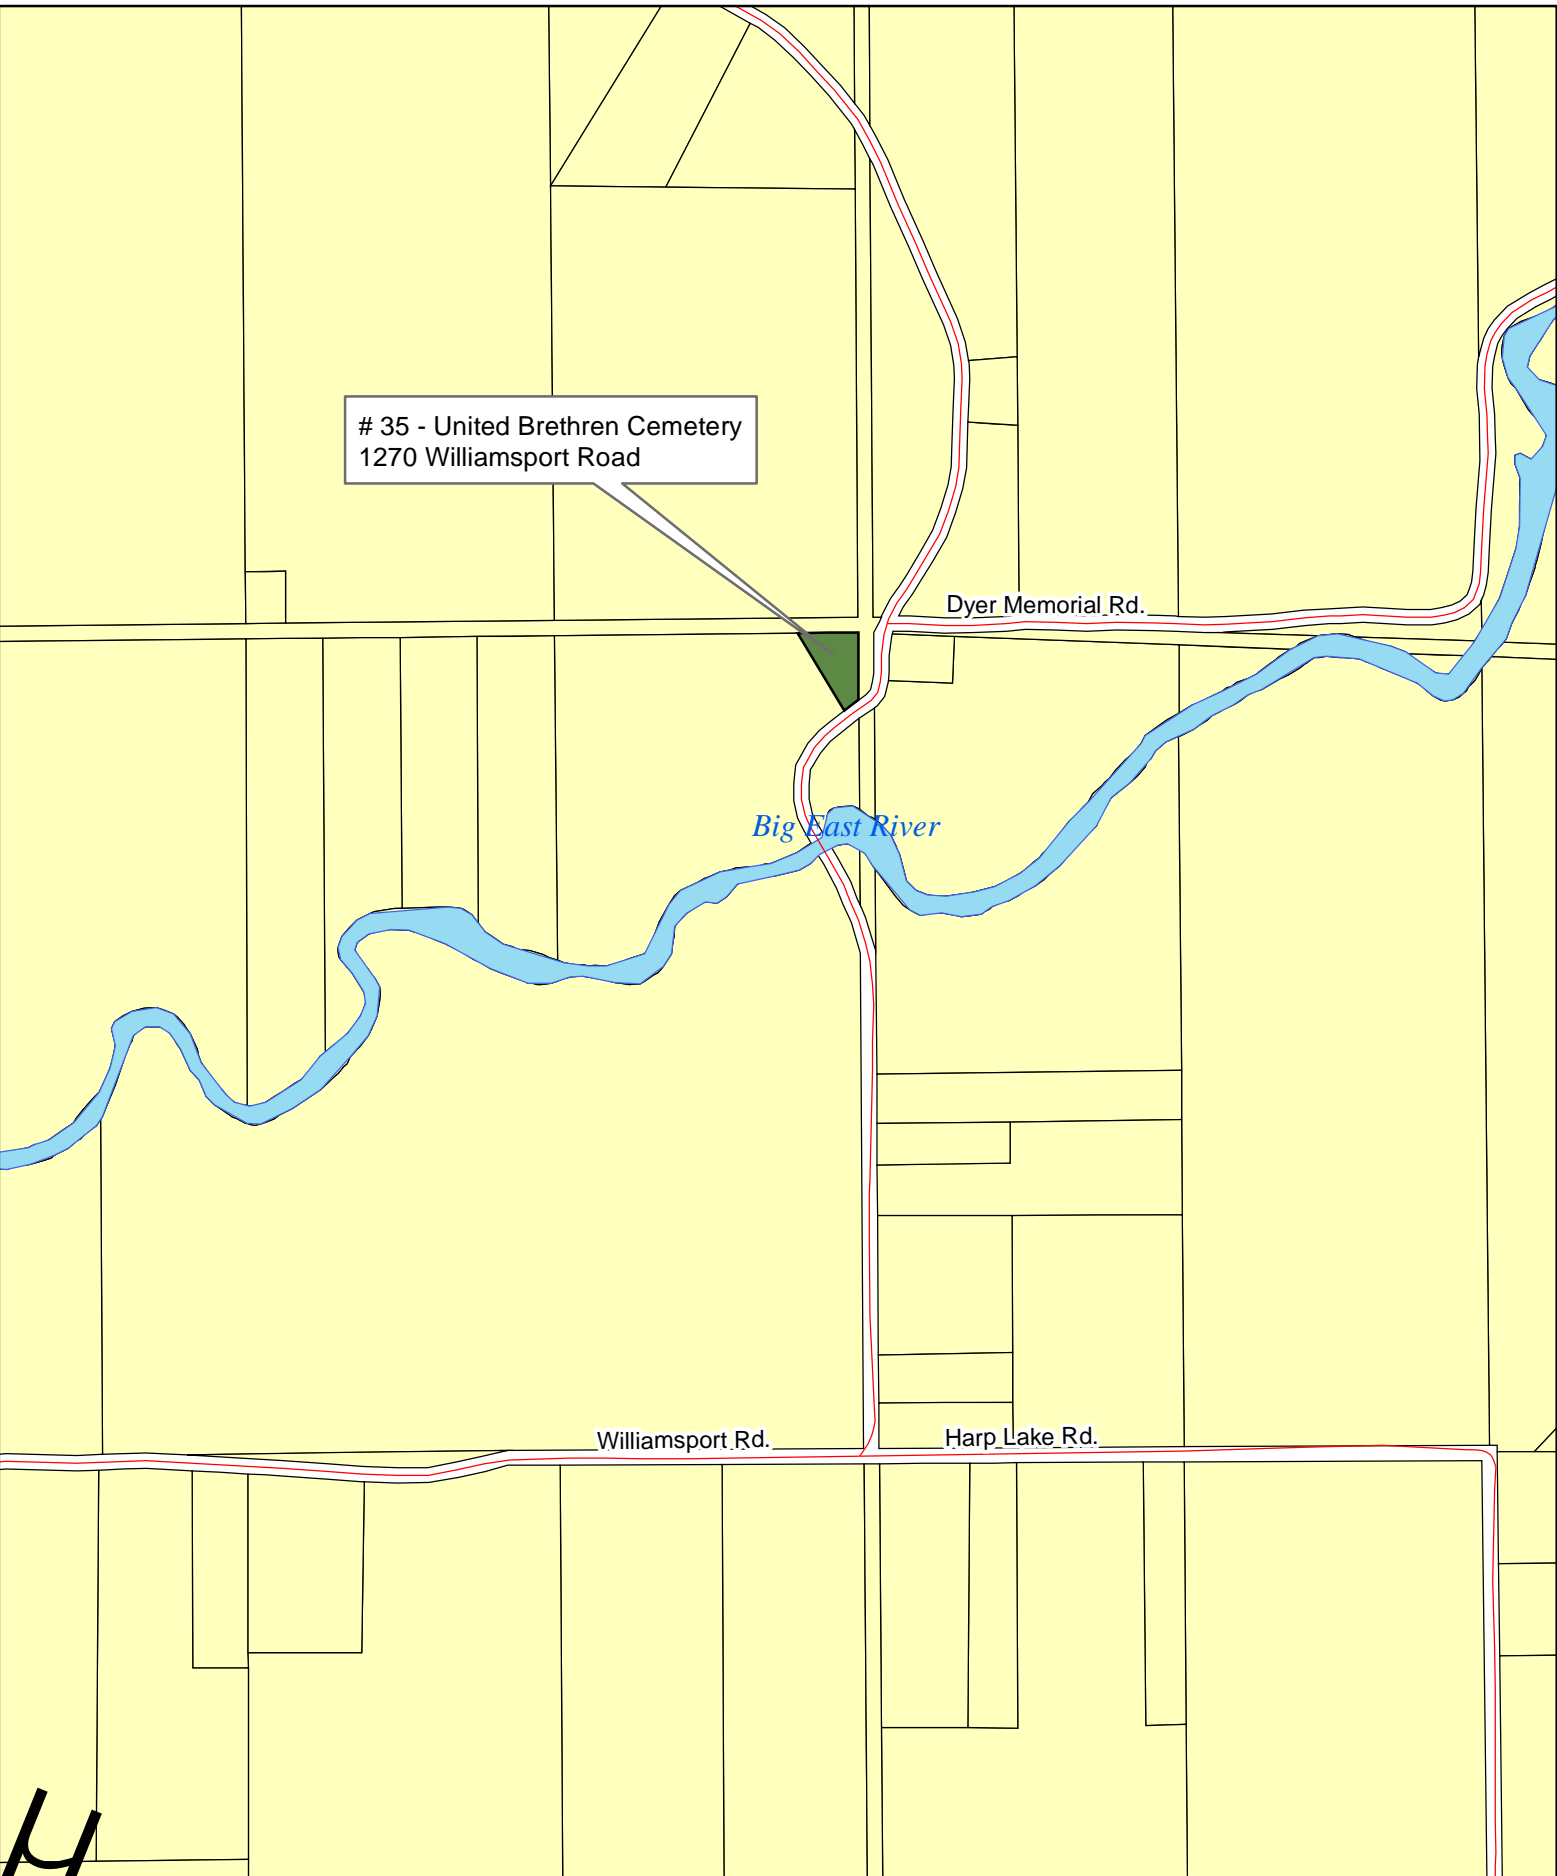 # 35 - United Brethren Cemetery
1270 Williamsport Road
Dyer Memorial Rd.
Big East River
Williamsport Rd.
Harp Lake Rd.
µ